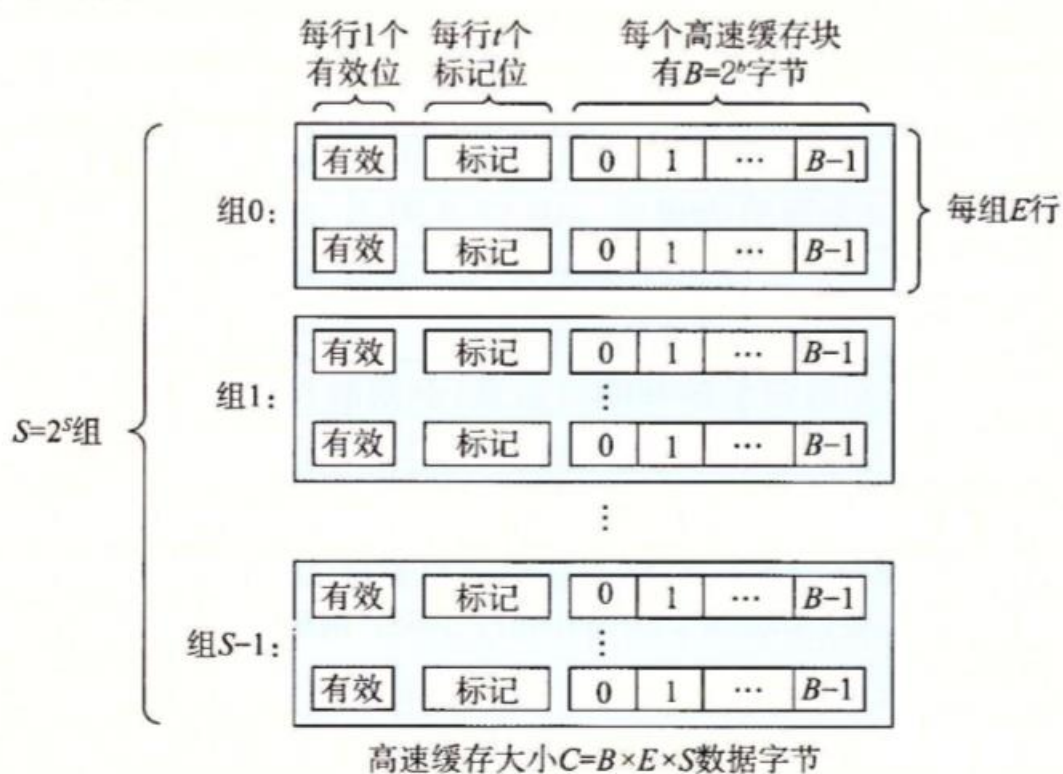 每行1个 每行t个 每个高速缓存块
有效位 标记位 有B=2ᵇ字节
有效 标记 0 1 … B−1
组0: 每组E行
有效 标记 0 1 … B−1
有效 标记 0 1 … B−1
组1: ⋮
S=2ˢ组
有效 标记 0 1 … B−1
⋮
有效 标记 0 1 … B−1
组S−1: ⋮
有效 标记 0 1 … B−1
高速缓存大小C=B×E×S数据字节